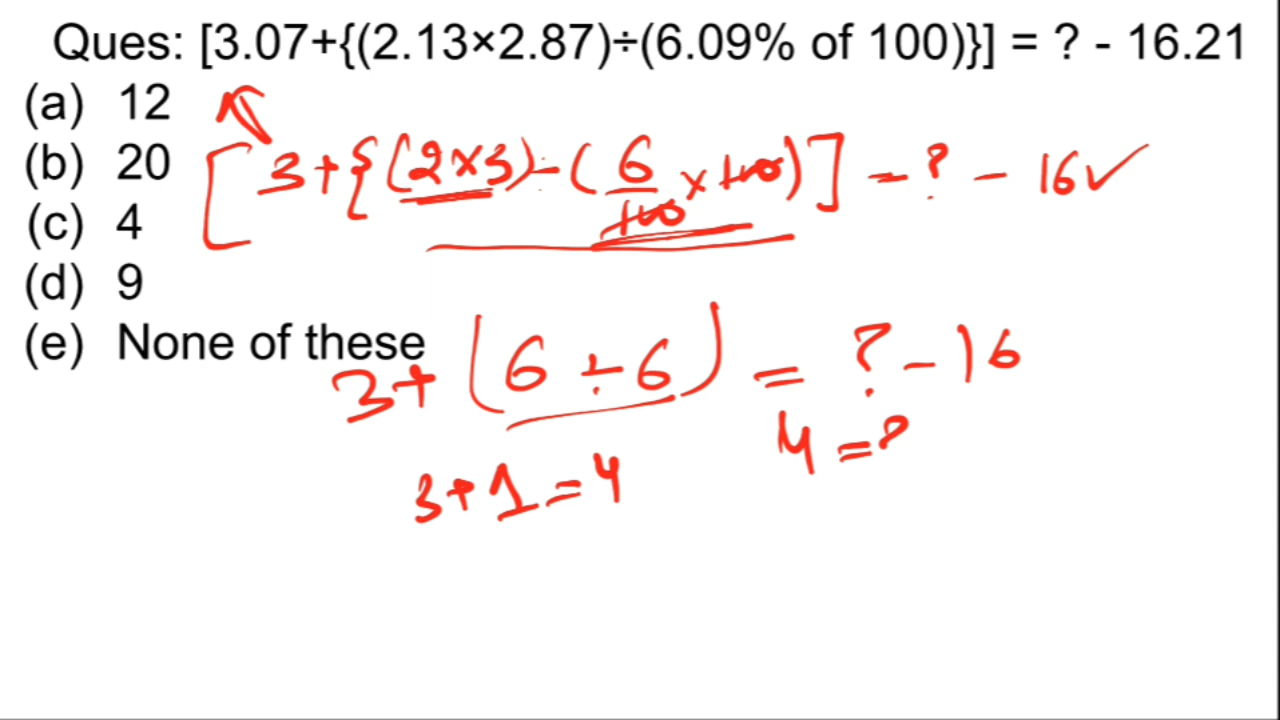 Ques: [3.07+{(2.13×2.87)÷(6.09% of 100)}] = ? - 16.21
(a) 12
(b) 20
(c) 4
(d) 9
(e) None of these
[3+{(2×3)÷(6/100×100)] = ? - 16✓
3+(6÷6) = ?-16
3+1=4
4=?